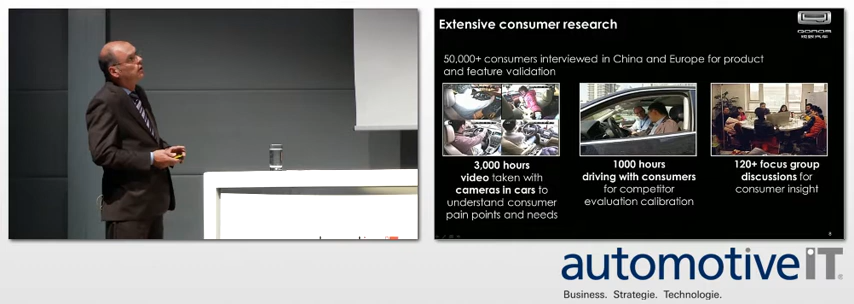 Extensive consumer research
QOROS
50,000+ consumers interviewed in China and Europe for product
and feature validation
3,000 hours
video taken with
cameras in cars to
understand consumer
pain points and needs
1000 hours
driving with consumers
for competitor
evaluation calibration
120+ focus group
discussions for
consumer insight
8
automotiveIT
Business. Strategie. Technologie.